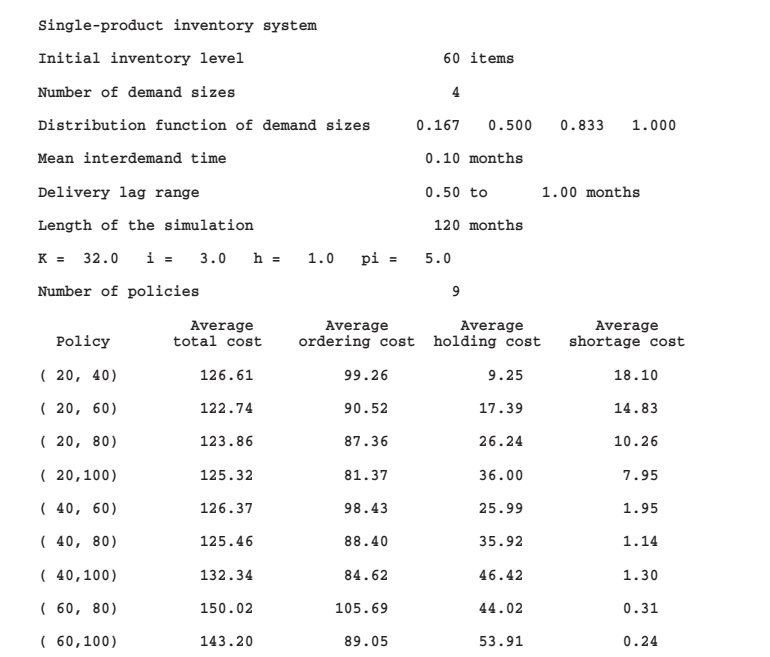 Single-product inventory system
Initial inventory level 60 items
Number of demand sizes 4
Distribution function of demand sizes 0.167 0.500 0.833 1.000
Mean interdemand time 0.10 months
Delivery lag range 0.50 to 1.00 months
Length of the simulation 120 months
K = 32.0 i = 3.0 h = 1.0 pi = 5.0
Number of policies 9
Average Average Average Average
Policy total cost ordering cost holding cost shortage cost
( 20, 40) 126.61 99.26 9.25 18.10
( 20, 60) 122.74 90.52 17.39 14.83
( 20, 80) 123.86 87.36 26.24 10.26
( 20,100) 125.32 81.37 36.00 7.95
( 40, 60) 126.37 98.43 25.99 1.95
( 40, 80) 125.46 88.40 35.92 1.14
( 40,100) 132.34 84.62 46.42 1.30
( 60, 80) 150.02 105.69 44.02 0.31
( 60,100) 143.20 89.05 53.91 0.24